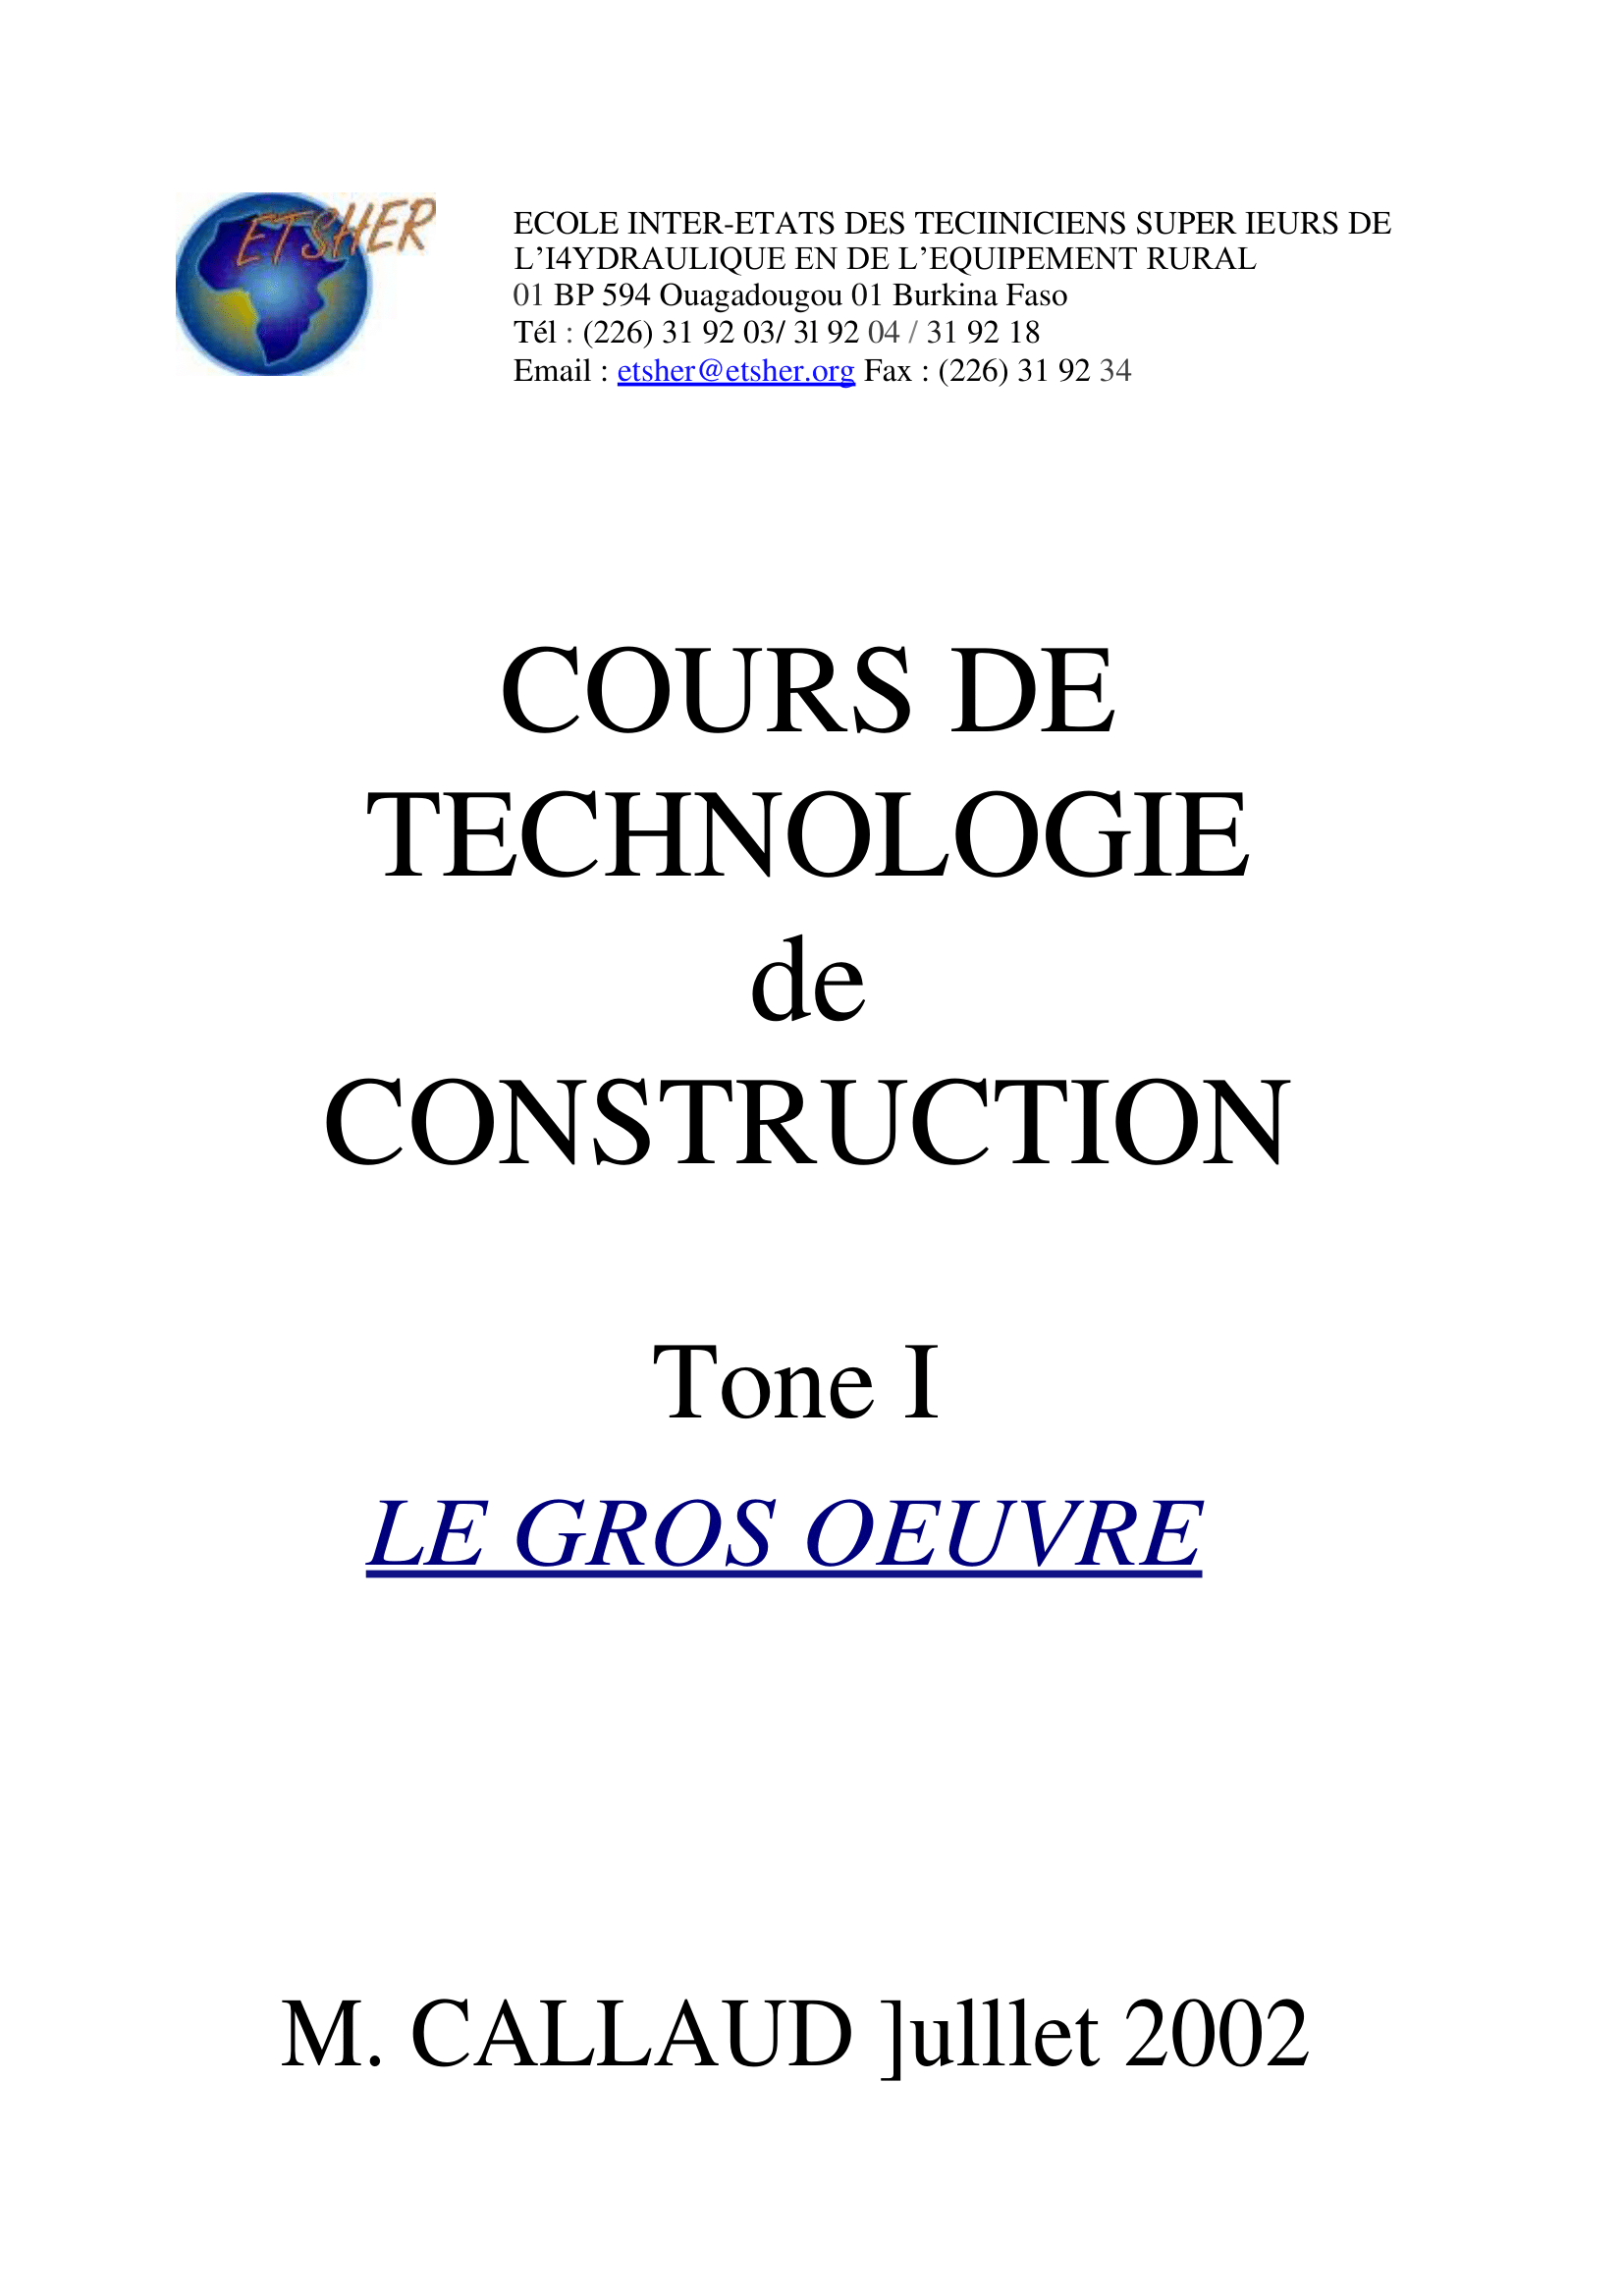 ETSHER
ECOLE INTER-ETATS DES TECIINICIENS SUPER IEURS DE
L'I4YDRAULIQUE EN DE L'EQUIPEMENT RURAL
01 BP 594 Ouagadougou 01 Burkina Faso
Tél : (226) 31 92 03/ 3l 92 04 / 31 92 18
Email : etsher@etsher.org Fax : (226) 31 92 34
COURS DE
TECHNOLOGIE
de
CONSTRUCTION
Tone I
LE GROS OEUVRE
M. CALLAUD ]ulllet 2002